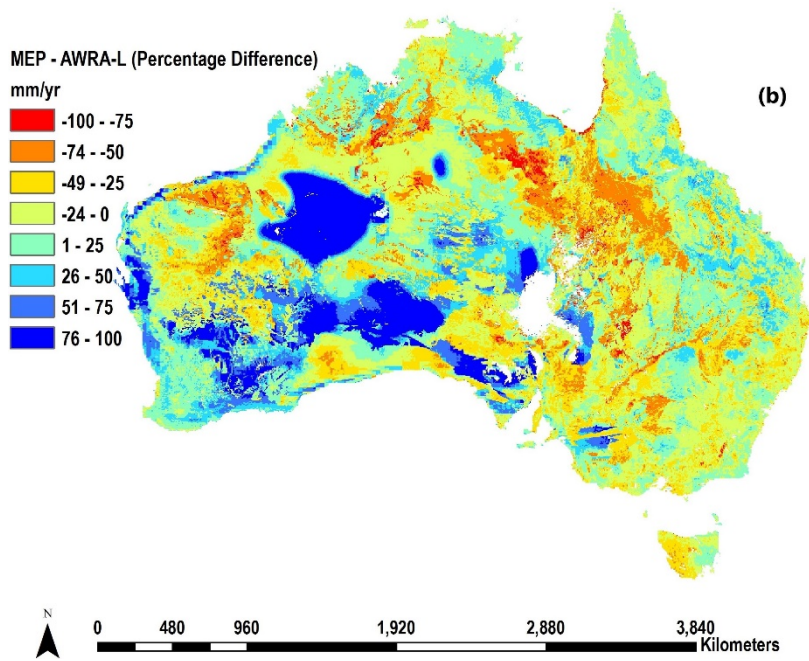 MEP - AWRA-L (Percentage Difference)
mm/yr
(b)
-100 - -75
-74 - -50
-49 - -25
-24 - 0
1 - 25
26 - 50
51 - 75
76 - 100
N
0 480 960 1,920 2,880 3,840
Kilometers